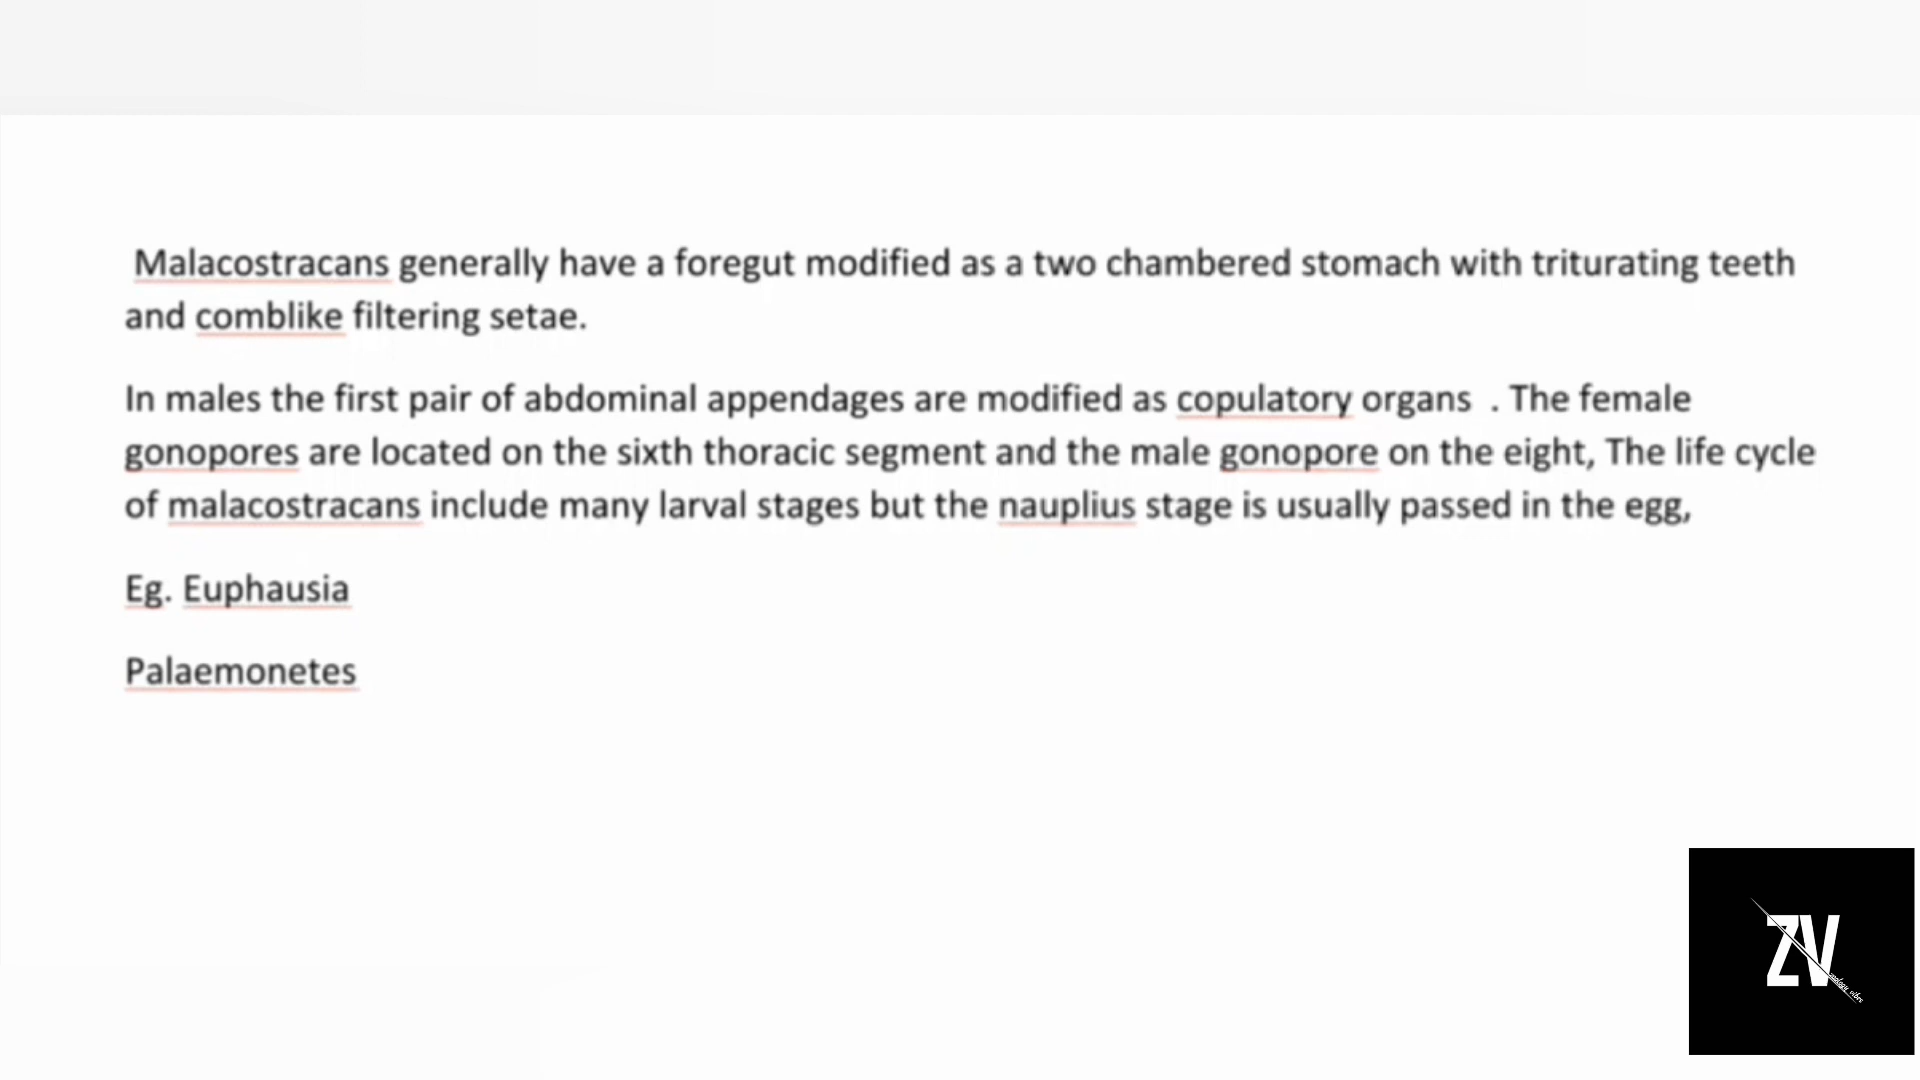 Malacostracans generally have a foregut modified as a two chambered stomach with triturating teeth
and comblike filtering setae.
In males the first pair of abdominal appendages are modified as copulatory organs . The female
gonopores are located on the sixth thoracic segment and the male gonopore on the eight, The life cycle
of malacostracans include many larval stages but the nauplius stage is usually passed in the egg,
Eg. Euphausia
Palaemonetes
ZV